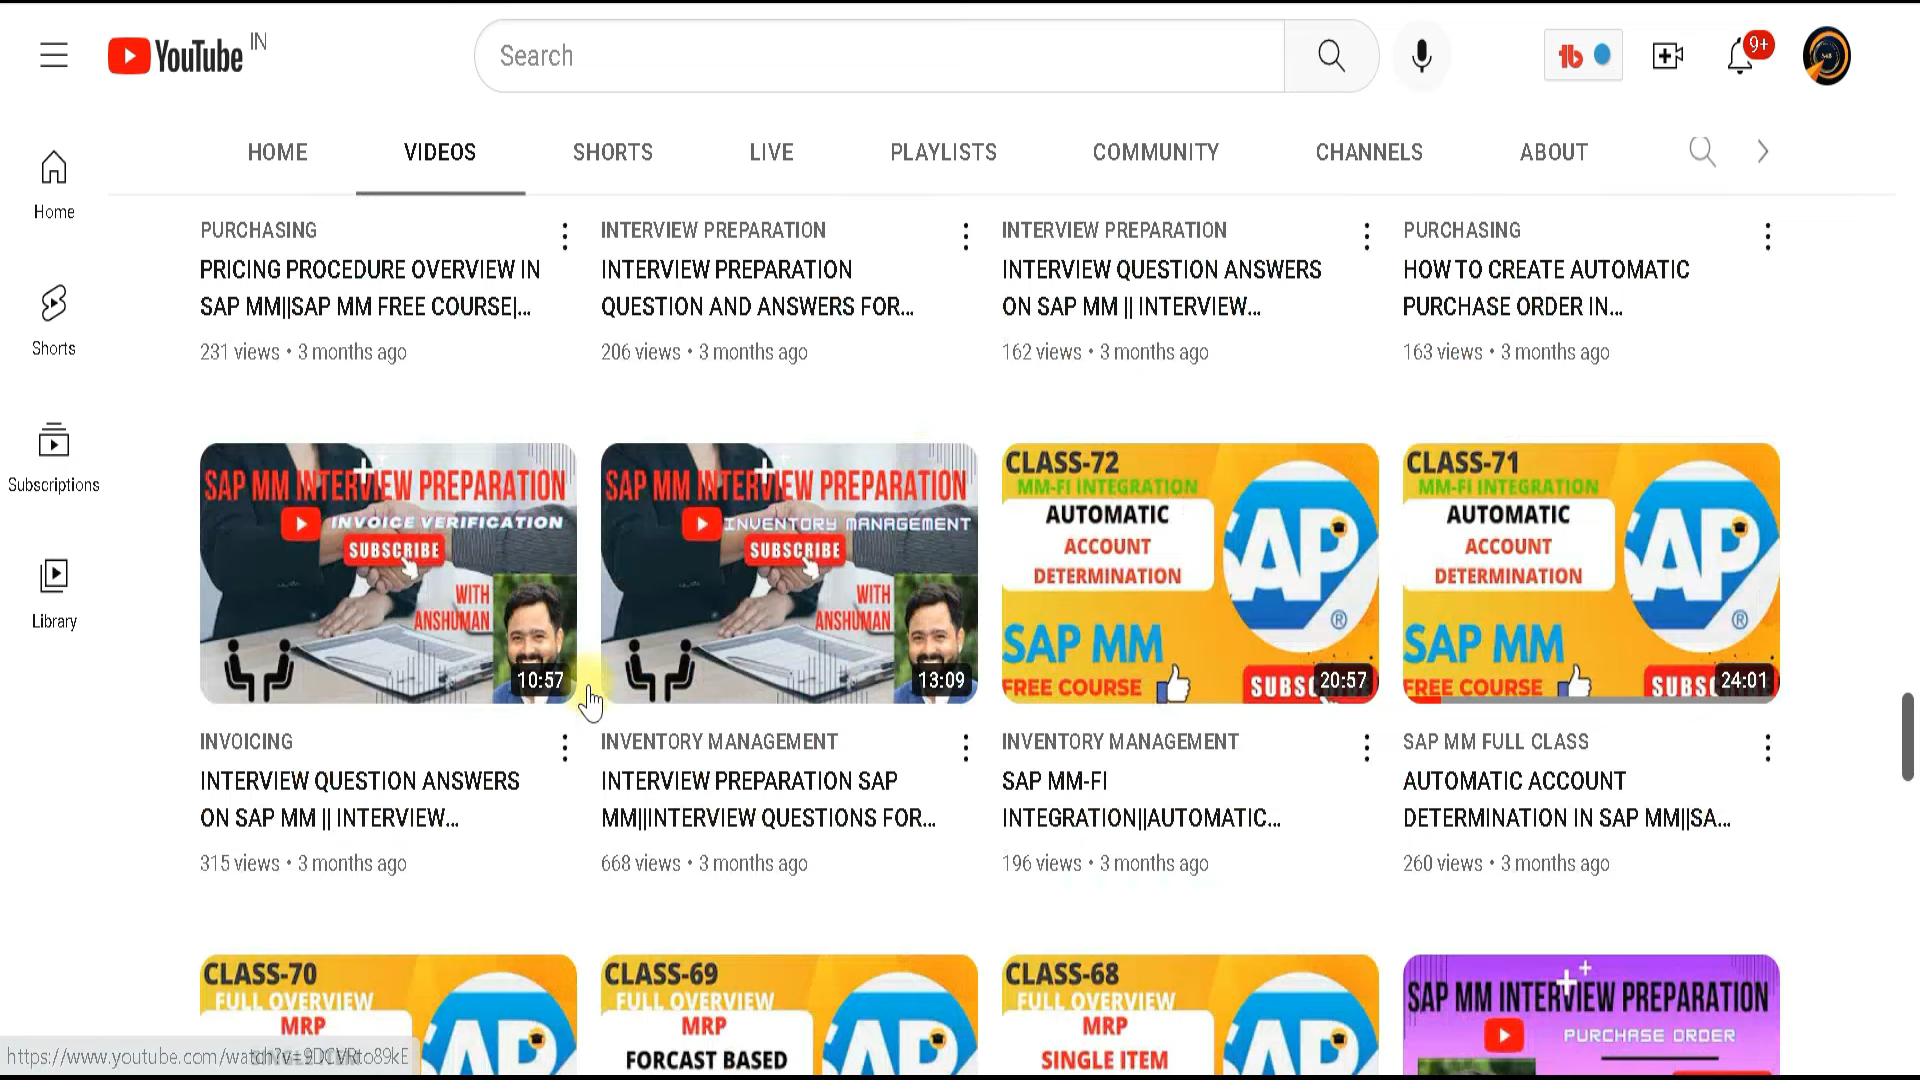 YouTube IN
Search
9+
HOME VIDEOS SHORTS LIVE PLAYLISTS COMMUNITY CHANNELS ABOUT
Home
Shorts
Subscriptions
Library
PURCHASING
PRICING PROCEDURE OVERVIEW IN
SAP MM||SAP MM FREE COURSE|...
231 views • 3 months ago
INTERVIEW PREPARATION
INTERVIEW PREPARATION
QUESTION AND ANSWERS FOR...
206 views • 3 months ago
INTERVIEW PREPARATION
INTERVIEW QUESTION ANSWERS
ON SAP MM || INTERVIEW...
162 views • 3 months ago
PURCHASING
HOW TO CREATE AUTOMATIC
PURCHASE ORDER IN...
163 views • 3 months ago
SAP MM INTERVIEW PREPARATION
INVOICE VERIFICATION
SUBSCRIBE
WITH
ANSHUMAN
10:57
INVOICING
INTERVIEW QUESTION ANSWERS
ON SAP MM || INTERVIEW...
315 views • 3 months ago
SAP MM INTERVIEW PREPARATION
INVENTORY MANAGEMENT
SUBSCRIBE
WITH
ANSHUMAN
13:09
INVENTORY MANAGEMENT
INTERVIEW PREPARATION SAP
MM||INTERVIEW QUESTIONS FOR...
668 views • 3 months ago
CLASS-72
MM-FI INTEGRATION
AUTOMATIC
ACCOUNT
DETERMINATION
SAP
®
SAP MM
FREE COURSE
SUBSC
20:57
INVENTORY MANAGEMENT
SAP MM-FI
INTEGRATION||AUTOMATIC...
196 views • 3 months ago
CLASS-71
MM-FI INTEGRATION
AUTOMATIC
ACCOUNT
DETERMINATION
SAP
®
SAP MM
FREE COURSE
SUBSC
24:01
SAP MM FULL CLASS
AUTOMATIC ACCOUNT
DETERMINATION IN SAP MM||SA...
260 views • 3 months ago
CLASS-70
FULL OVERVIEW
MRP
CLASS-69
FULL OVERVIEW
MRP
FORCAST BASED
CLASS-68
FULL OVERVIEW
MRP
SINGLE ITEM
SAP MM INTERVIEW PREPARATION
PURCHASE ORDER